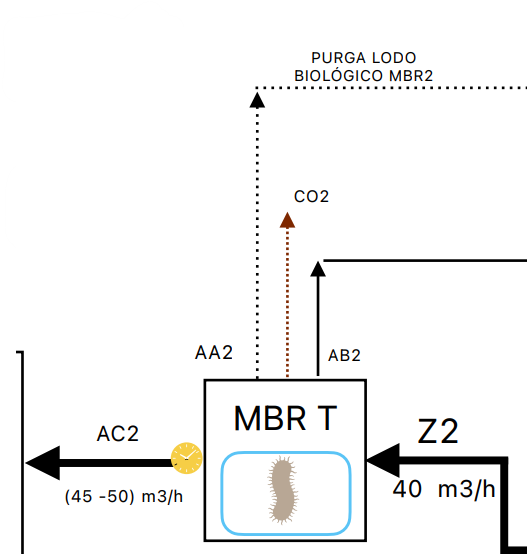 PURGA LODO
BIOLÓGICO MBR2
CO2
AA2
AB2
MBR T
Z2
AC2
40 m3/h
(45 -50) m3/h